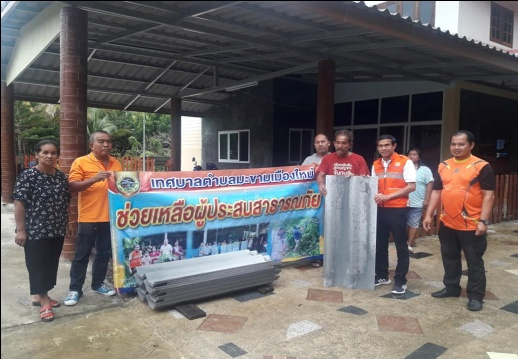 เทศบาลตำบลมะขามเมืองใหม่
ช่วยเหลือผู้ประสบสาธารณภัย